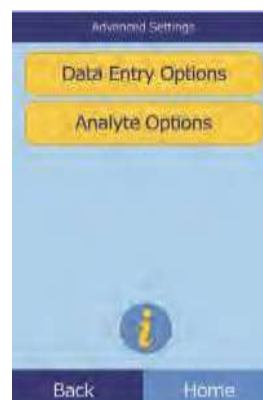 Advanced Settings
Data Entry Options
Analyte Options
i
Back Home